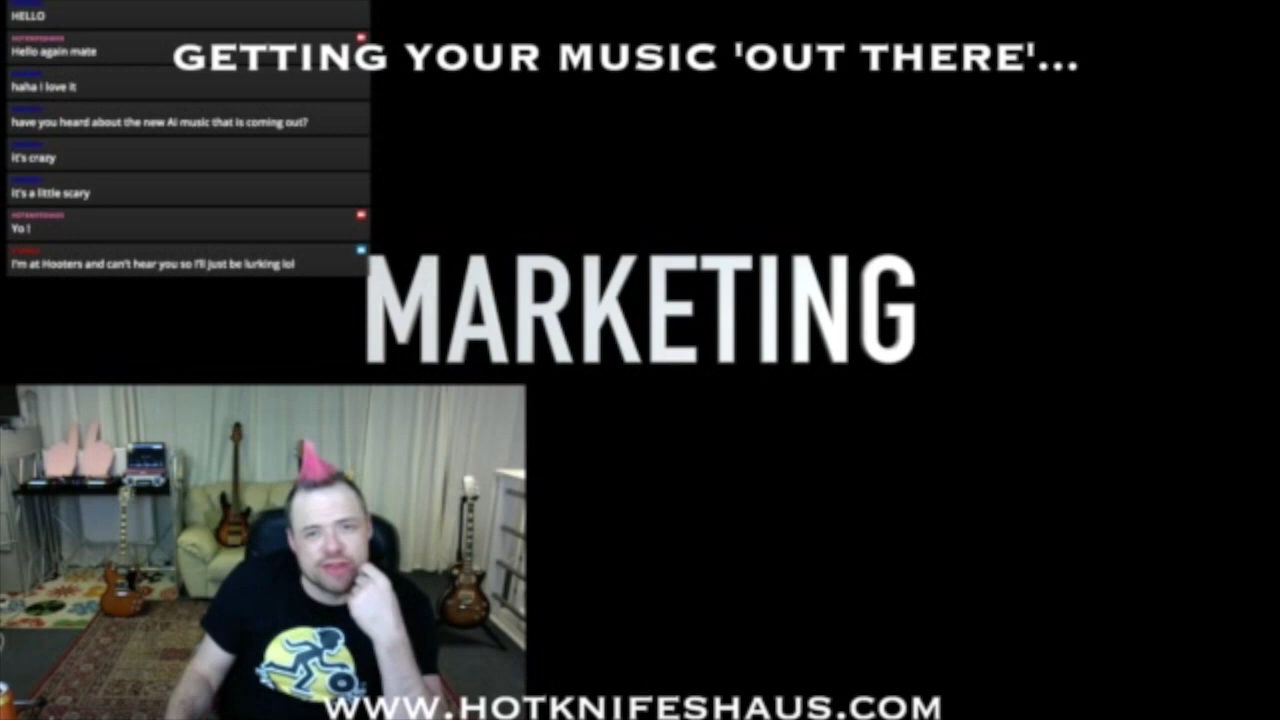 HELLO
HOTKNIFESHAUS
Hello again mate
GETTING YOUR MUSIC 'OUT THERE'...
haha I love it
have you heard about the new Ai music that is coming out?
it's crazy
it's a little scary
HOTKNIFESHAUS
Yo !
I'm at Hooters and can't hear you so I'll just be lurking lol
MARKETING
WWW.HOTKNIFESHAUS.COM